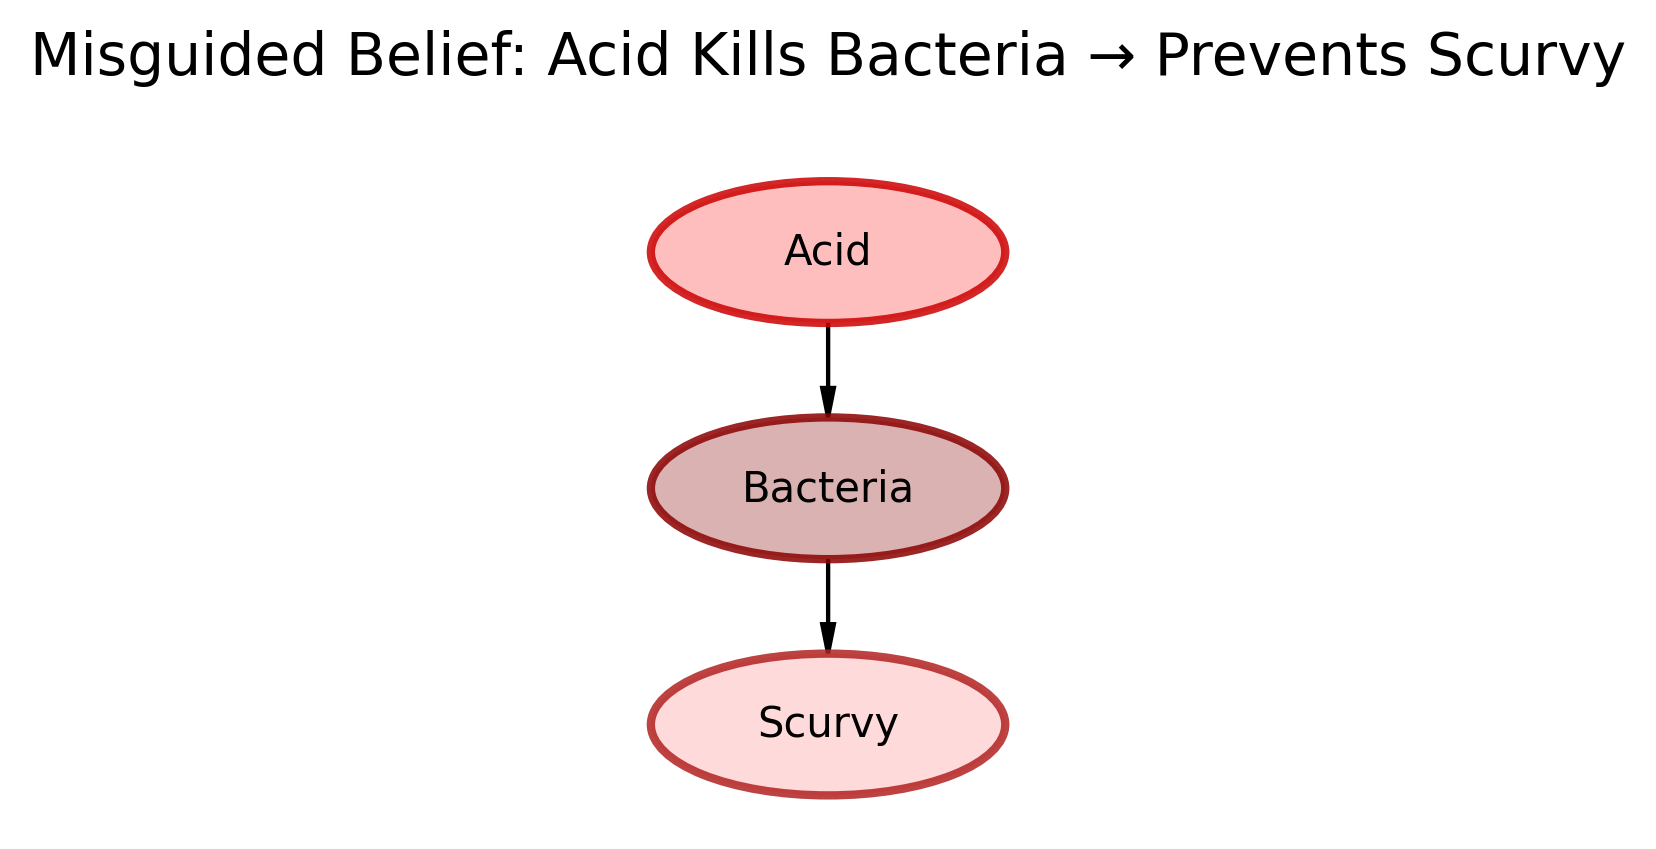 Misguided Belief: Acid Kills Bacteria → Prevents Scurvy
Acid
Bacteria
Scurvy